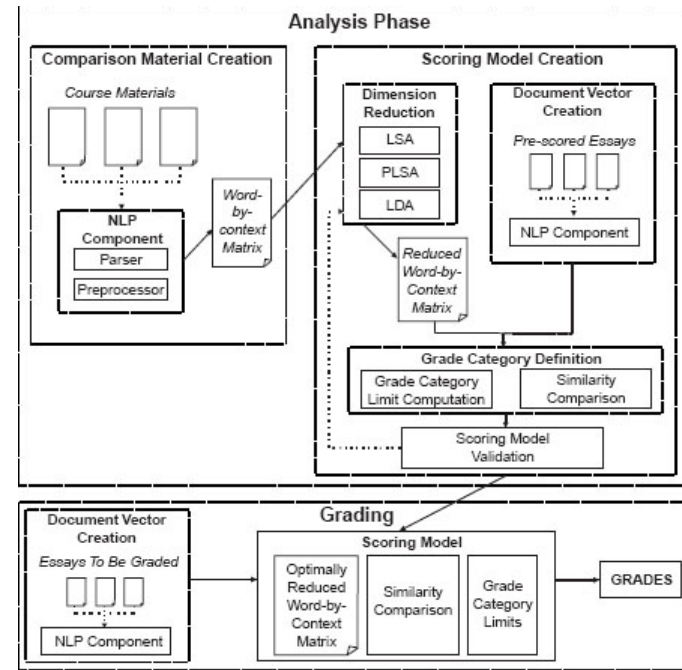 Analysis Phase
Comparison Material Creation
Course Materials
NLP
Component
Parser
Preprocessor
Word-
by-
context
Matrix
Scoring Model Creation
Dimension
Reduction
LSA
PLSA
LDA
Document Vector
Creation
Pre-scored Essays
NLP Component
Reduced
Word-by-
Context
Matrix
Grade Category Definition
Grade Category
Limit Computation
Similarity
Comparison
Scoring Model
Validation
Grading
Document Vector
Creation
Essays To Be Graded
NLP Component
Scoring Model
Optimally
Reduced
Word-by-
Context
Matrix
Similarity
Comparison
Grade
Category
Limits
GRADES